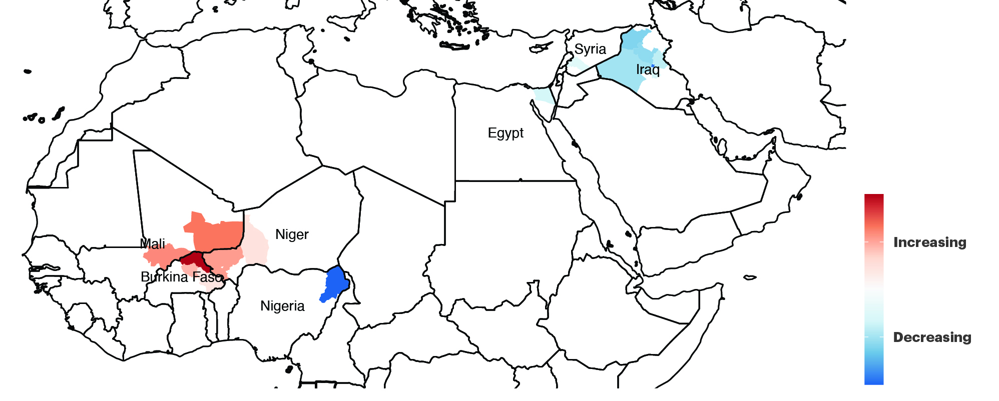 Syria
Iraq
Egypt
Niger
Mali
Burkina Faso
Nigeria
Increasing
Decreasing